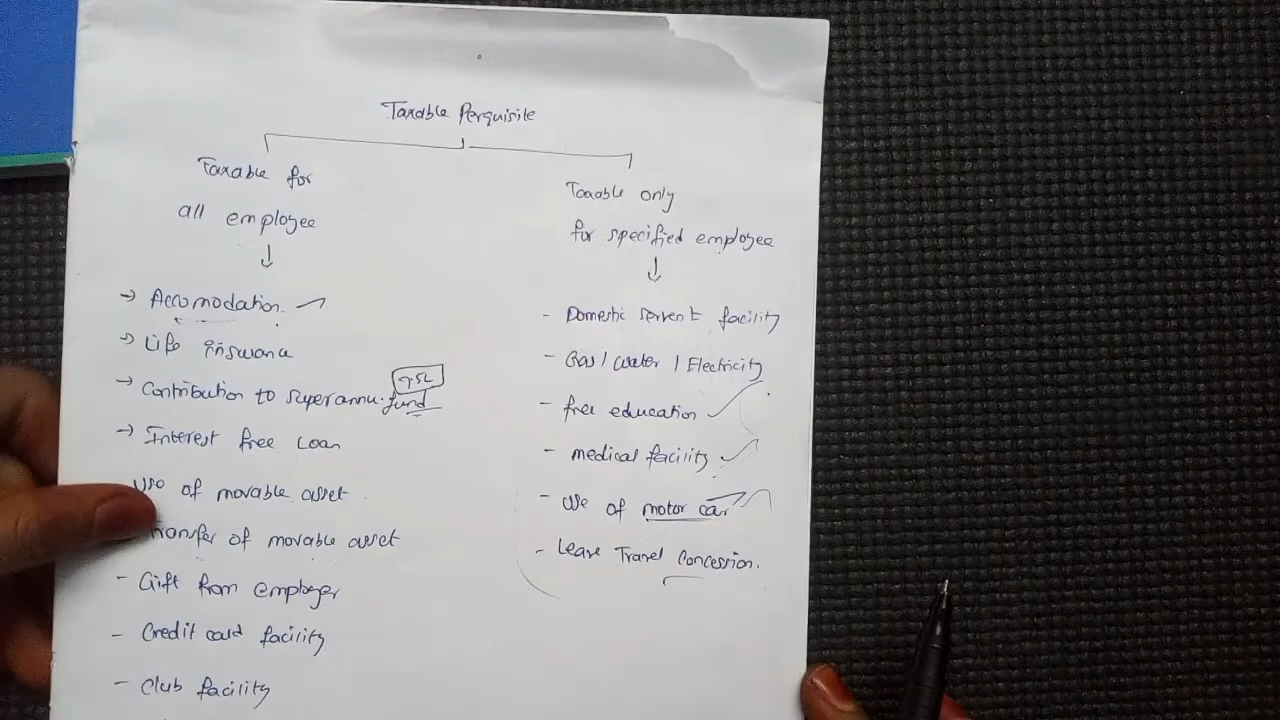 Taxable Perquisite
Taxable for
all employee
→ Accomodation
→ Life insurance
→ Contribution to superannu. fund
→ Interest free Loan
Use of movable asset
Transfer of movable asset
- Gift from employer
- Credit card facility
- Club facility
Taxable only
for specified employee
- Domestic servent facility
- Gas / water / Electricity
- free education
- medical facility
- Use of motor car
- Leave Travel Concession.